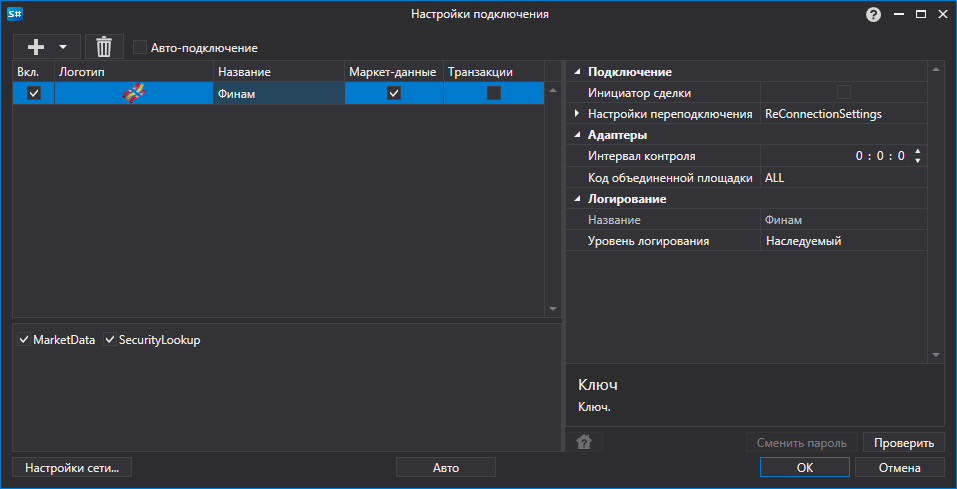 S#
Настройки подключения
Авто-подключение
Вкл. Логотип Название Маркет-данные Транзакции
Финам
MarketData SecurityLookup
Подключение
Инициатор сделки
Настройки переподключения ReConnectionSettings
Адаптеры
Интервал контроля 0 : 0 : 0
Код объединенной площадки ALL
Логирование
Название Финам
Уровень логирования Наследуемый
Ключ
Ключ.
Сменить пароль Проверить
Настройки сети... Авто OK Отмена